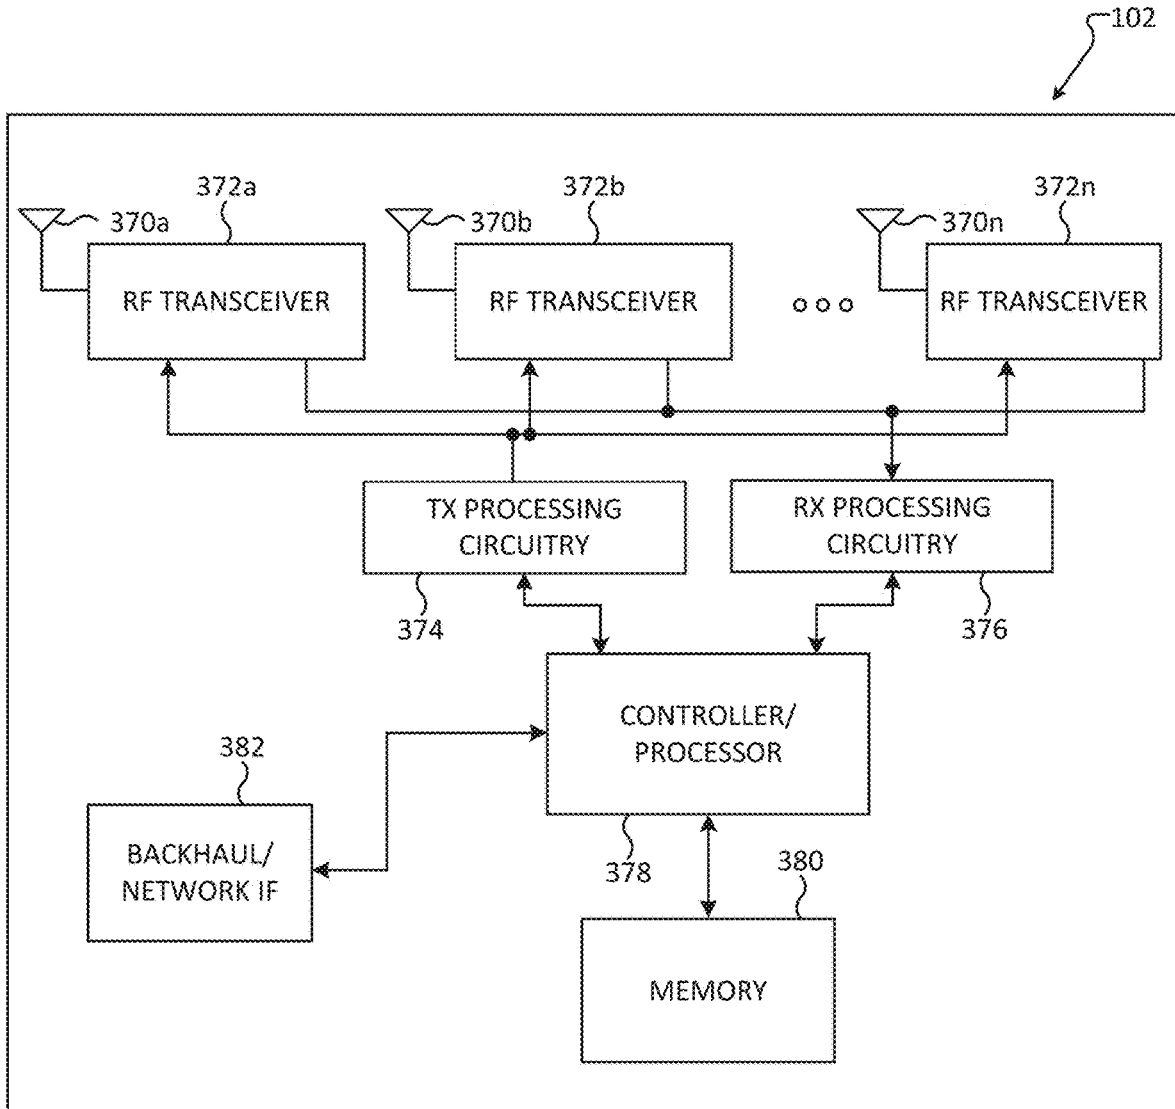 102
372a
372b
372n
370a
370b
370n
RF TRANSCEIVER
RF TRANSCEIVER
RF TRANSCEIVER
TX PROCESSING
CIRCUITRY
RX PROCESSING
CIRCUITRY
374
376
CONTROLLER/
PROCESSOR
382
BACKHAUL/
NETWORK IF
378
380
MEMORY